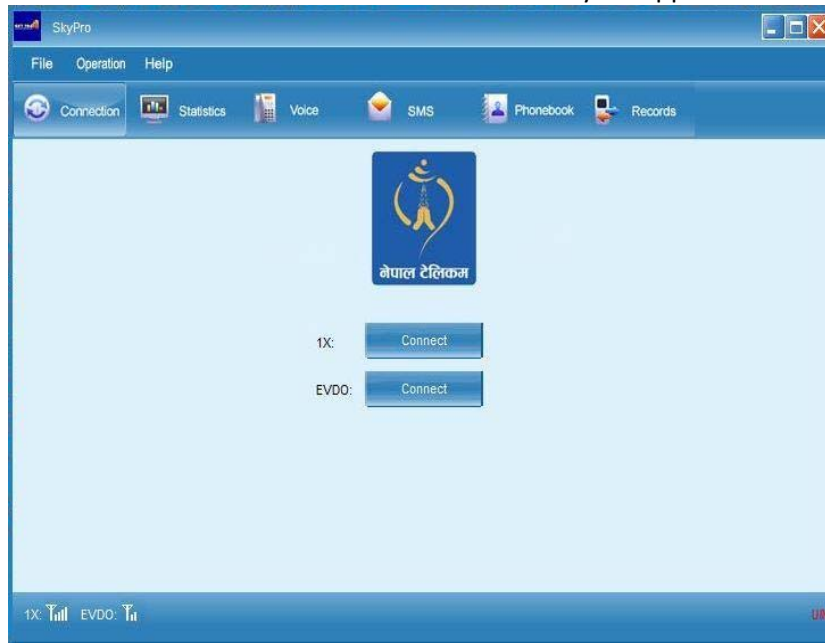 SkyPro
File Operation Help
Connection Statistics Voice SMS Phonebook Records
नेपाल टेलिकम
1X: Connect
EVDO: Connect
1X: EVDO: